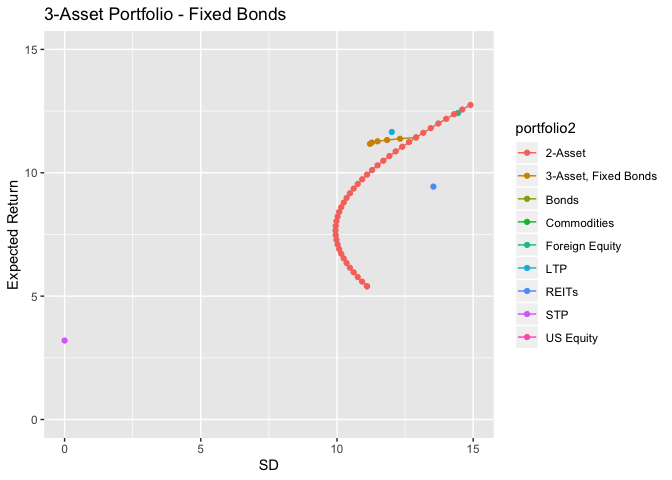 3-Asset Portfolio - Fixed Bonds
15
10
5
0
Expected Return
0
5
10
15
SD
portfolio2
2-Asset
3-Asset, Fixed Bonds
Bonds
Commodities
Foreign Equity
LTP
REITs
STP
US Equity